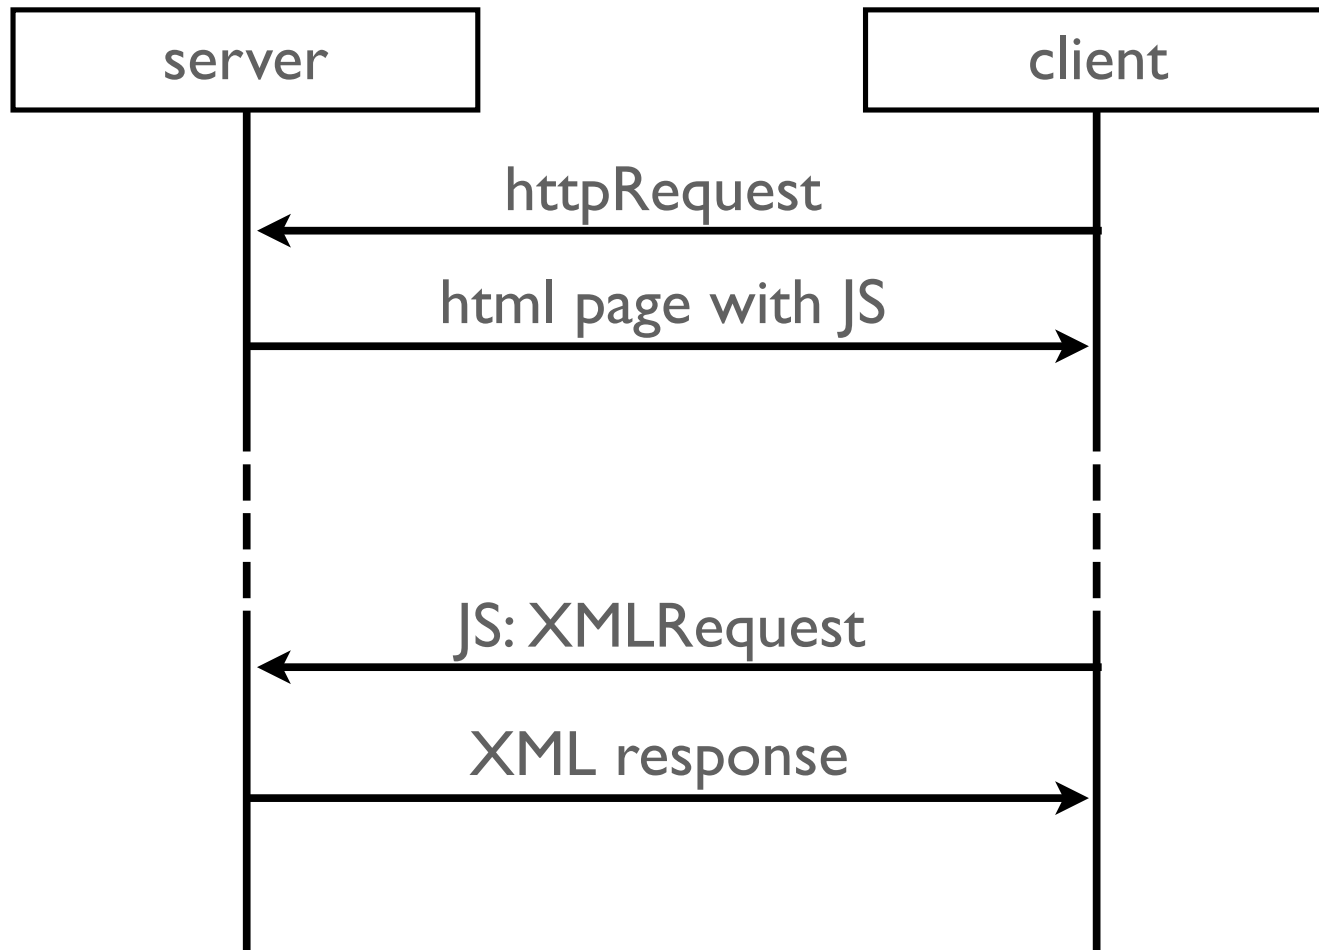 server
client
httpRequest
html page with JS
JS: XMLRequest
XML response